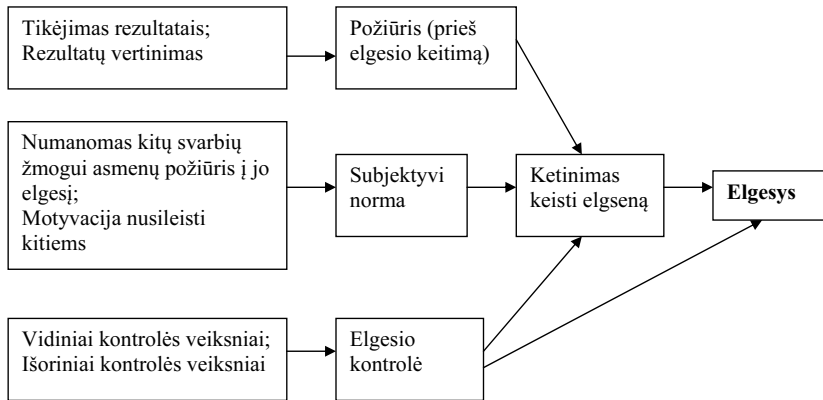 Tikėjimas rezultatais;
Rezultatų vertinimas
Požiūris (prieš
elgesio keitimą)
Numanomas kitų svarbių
žmogui asmenų požiūris į jo
elgesį;
Motyvacija nusileisti
kitiems
Subjektyvi
norma
Ketinimas
keisti elgseną
Elgesys
Vidiniai kontrolės veiksniai;
Išoriniai kontrolės veiksniai
Elgesio
kontrolė